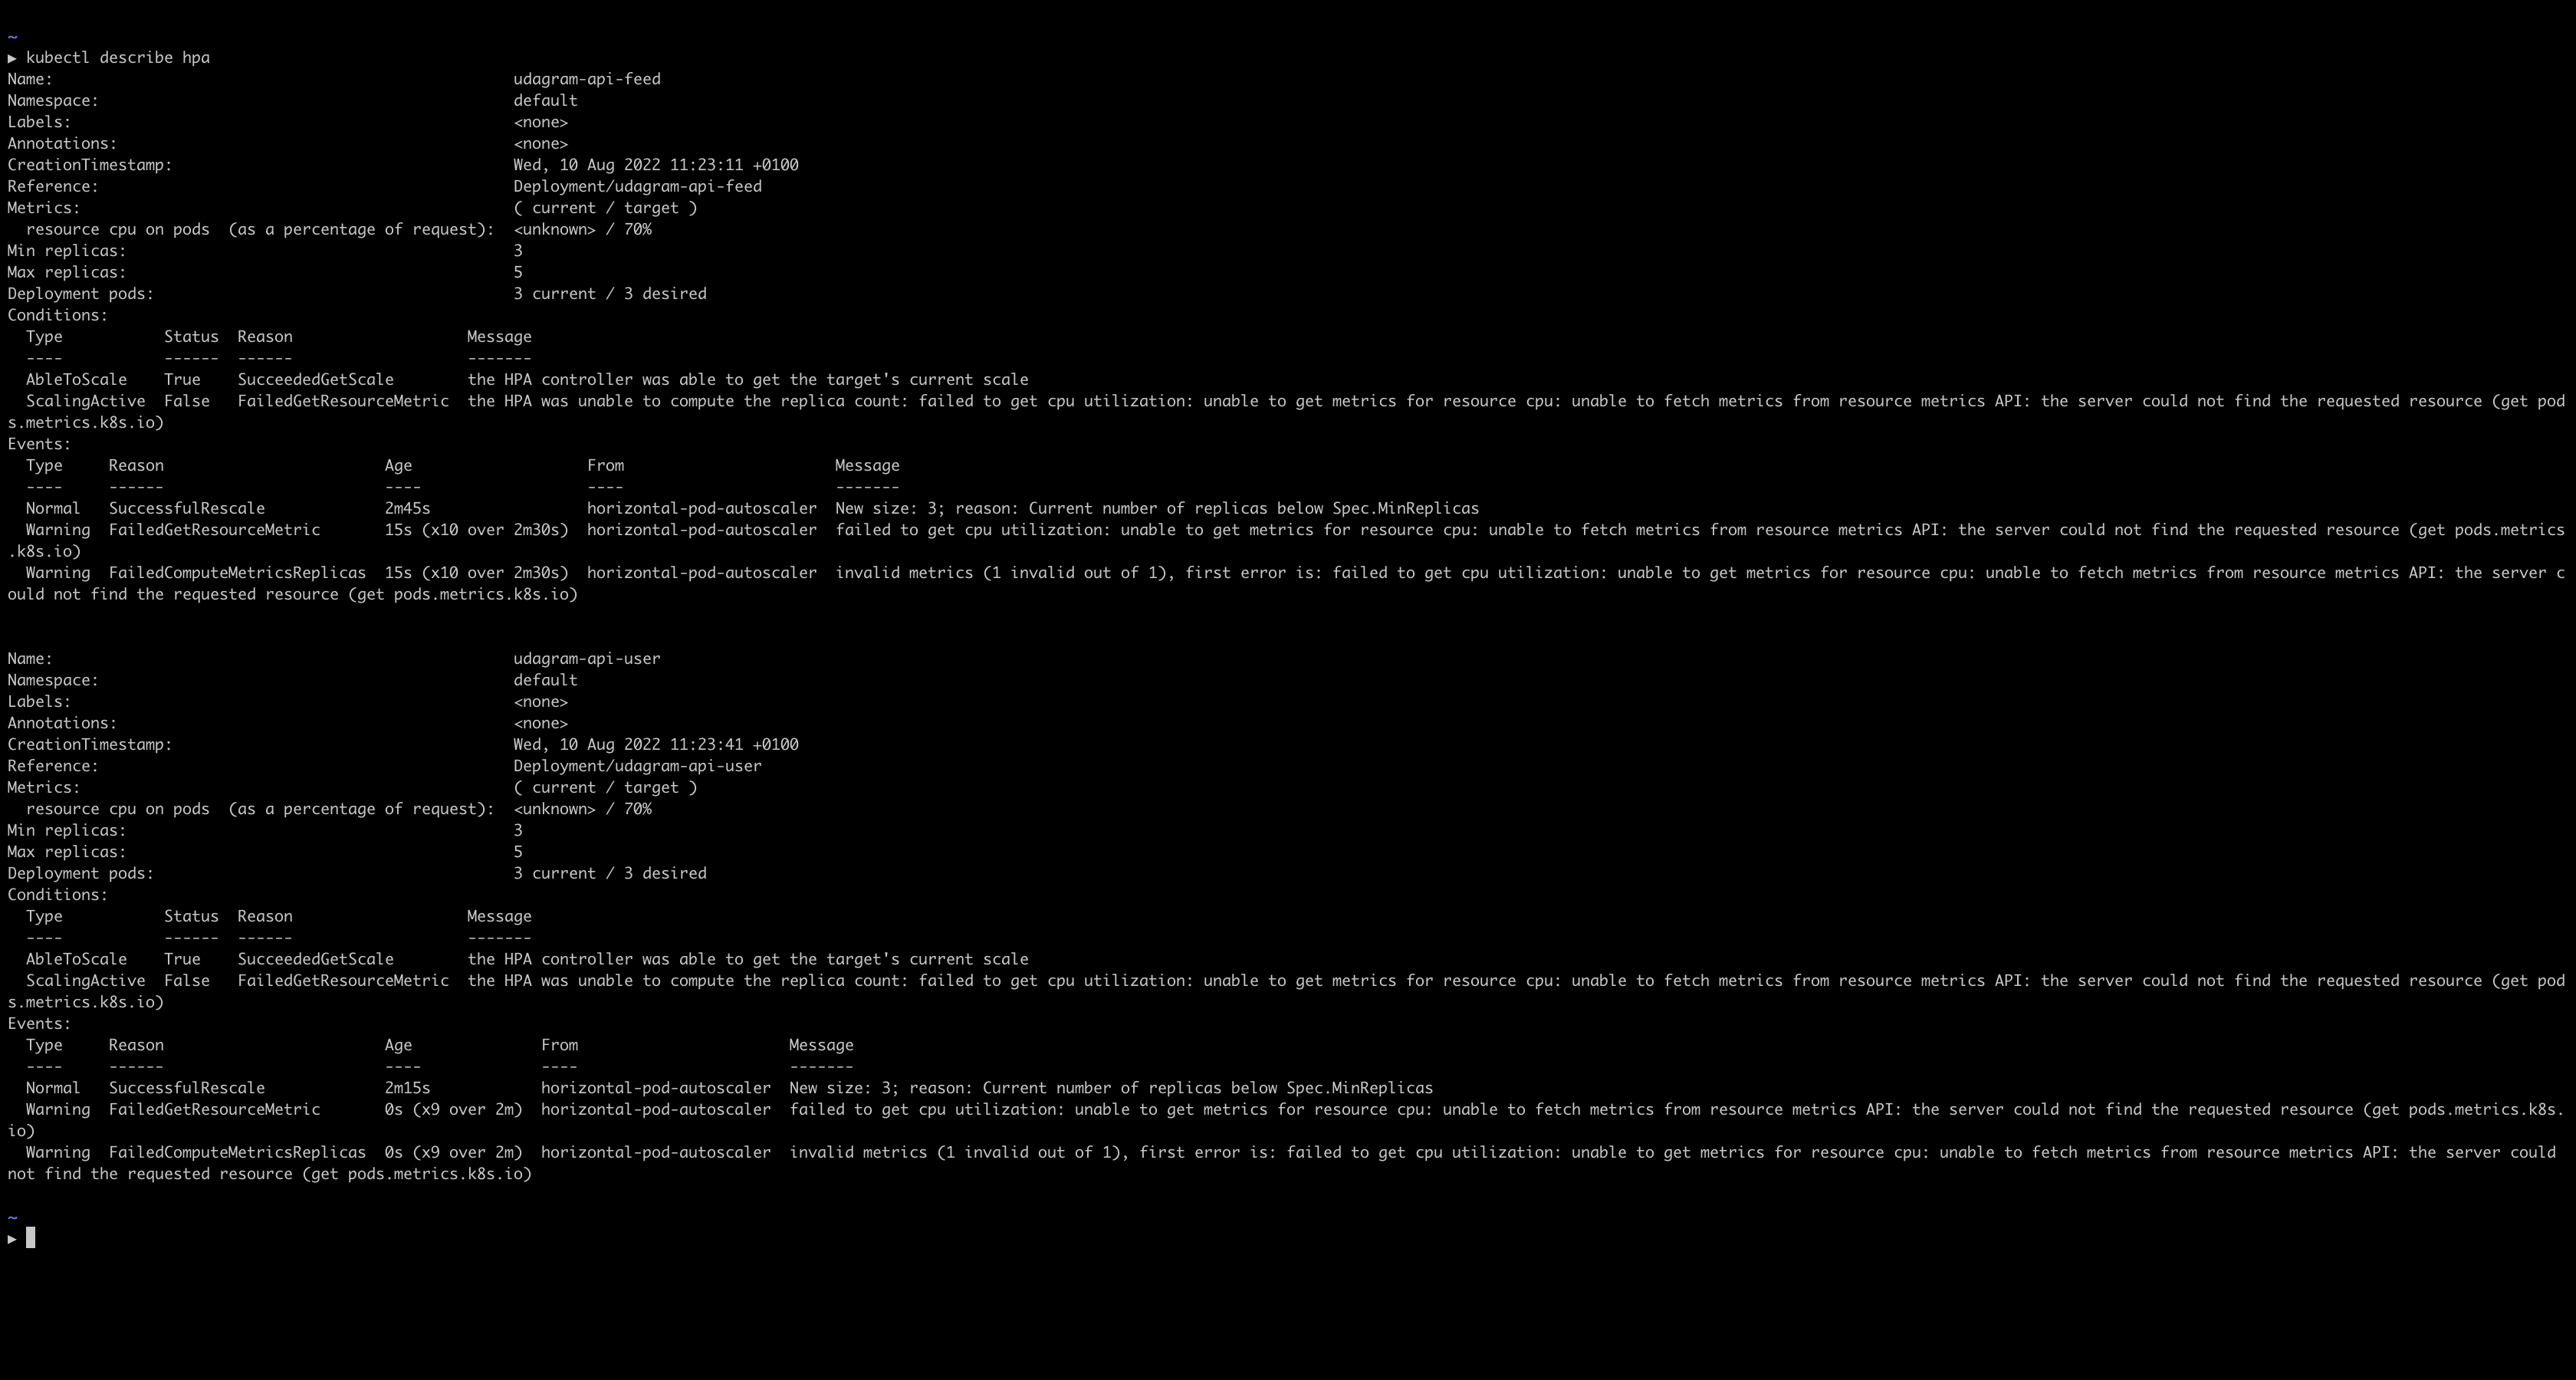 ~
▶ kubectl describe hpa
Name:                                                  udagram-api-feed
Namespace:                                             default
Labels:                                                <none>
Annotations:                                           <none>
CreationTimestamp:                                     Wed, 10 Aug 2022 11:23:11 +0100
Reference:                                             Deployment/udagram-api-feed
Metrics:                                               ( current / target )
  resource cpu on pods  (as a percentage of request):  <unknown> / 70%
Min replicas:                                          3
Max replicas:                                          5
Deployment pods:                                       3 current / 3 desired
Conditions:
  Type           Status  Reason                   Message
  ----           ------  ------                   -------
  AbleToScale    True    SucceededGetScale        the HPA controller was able to get the target's current scale
  ScalingActive  False   FailedGetResourceMetric  the HPA was unable to compute the replica count: failed to get cpu utilization: unable to get metrics for resource cpu: unable to fetch metrics from resource metrics API: the server could not find the requested resource (get pod
s.metrics.k8s.io)
Events:
  Type     Reason                        Age                   From                       Message
  ----     ------                        ----                  ----                       -------
  Normal   SuccessfulRescale             2m45s                 horizontal-pod-autoscaler  New size: 3; reason: Current number of replicas below Spec.MinReplicas
  Warning  FailedGetResourceMetric       15s (x10 over 2m30s)  horizontal-pod-autoscaler  failed to get cpu utilization: unable to get metrics for resource cpu: unable to fetch metrics from resource metrics API: the server could not find the requested resource (get pods.metrics
.k8s.io)
  Warning  FailedComputeMetricsReplicas  15s (x10 over 2m30s)  horizontal-pod-autoscaler  invalid metrics (1 invalid out of 1), first error is: failed to get cpu utilization: unable to get metrics for resource cpu: unable to fetch metrics from resource metrics API: the server c
ould not find the requested resource (get pods.metrics.k8s.io)
Name:                                                  udagram-api-user
Namespace:                                             default
Labels:                                                <none>
Annotations:                                           <none>
CreationTimestamp:                                     Wed, 10 Aug 2022 11:23:41 +0100
Reference:                                             Deployment/udagram-api-user
Metrics:                                               ( current / target )
  resource cpu on pods  (as a percentage of request):  <unknown> / 70%
Min replicas:                                          3
Max replicas:                                          5
Deployment pods:                                       3 current / 3 desired
Conditions:
  Type           Status  Reason                   Message
  ----           ------  ------                   -------
  AbleToScale    True    SucceededGetScale        the HPA controller was able to get the target's current scale
  ScalingActive  False   FailedGetResourceMetric  the HPA was unable to compute the replica count: failed to get cpu utilization: unable to get metrics for resource cpu: unable to fetch metrics from resource metrics API: the server could not find the requested resource (get pod
s.metrics.k8s.io)
Events:
  Type     Reason                        Age              From                       Message
  ----     ------                        ----             ----                       -------
  Normal   SuccessfulRescale             2m15s            horizontal-pod-autoscaler  New size: 3; reason: Current number of replicas below Spec.MinReplicas
  Warning  FailedGetResourceMetric       0s (x9 over 2m)  horizontal-pod-autoscaler  failed to get cpu utilization: unable to get metrics for resource cpu: unable to fetch metrics from resource metrics API: the server could not find the requested resource (get pods.metrics.k8s.
io)
  Warning  FailedComputeMetricsReplicas  0s (x9 over 2m)  horizontal-pod-autoscaler  invalid metrics (1 invalid out of 1), first error is: failed to get cpu utilization: unable to get metrics for resource cpu: unable to fetch metrics from resource metrics API: the server could
not find the requested resource (get pods.metrics.k8s.io)
~
▶